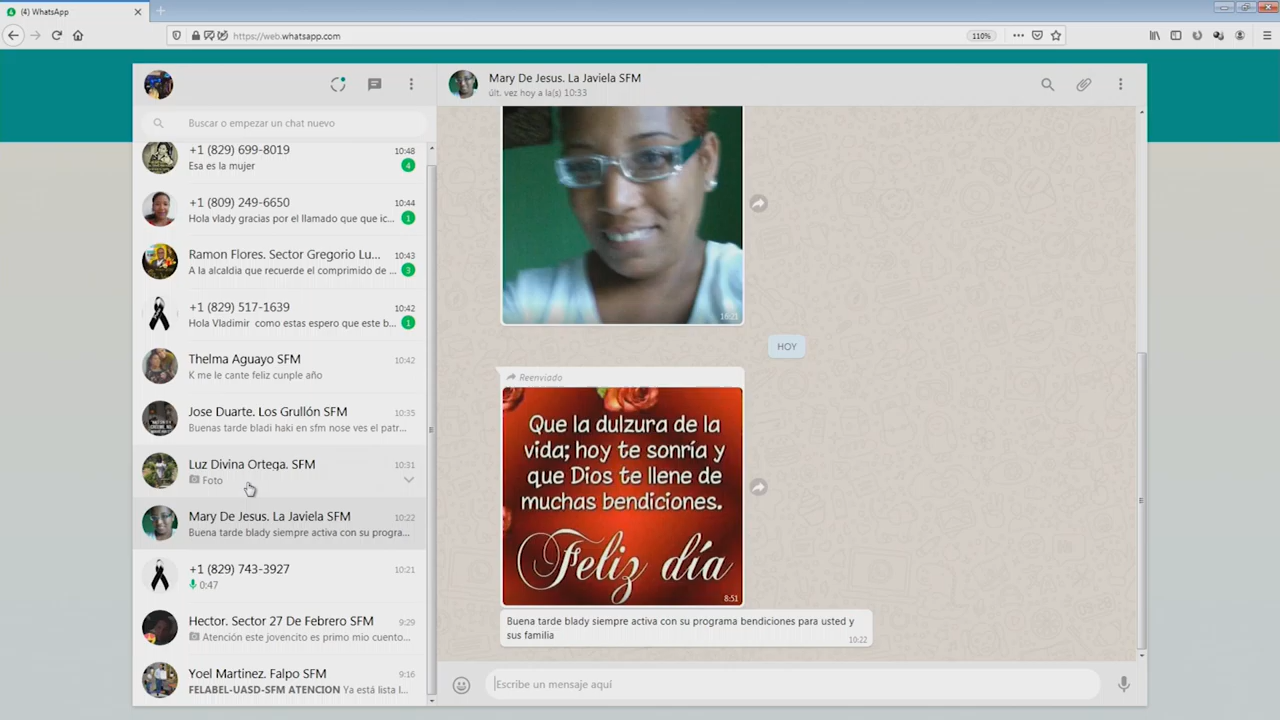 (4) WhatsApp
https://web.whatsapp.com
110%
Buscar o empezar un chat nuevo
+1 (829) 699-8019
10:48
Esa es la mujer
4
+1 (809) 249-6650
10:44
Hola vlady gracias por el llamado que que ic...
1
Ramon Flores. Sector Gregorio Lu...
10:43
A la alcaldia que recuerde el comprimido de ...
3
+1 (829) 517-1639
10:42
Hola Vladimir como estas espero que este b...
1
Thelma Aguayo SFM
10:42
K me le cante feliz cunple año
Jose Duarte. Los Grullón SFM
10:35
Buenas tarde bladi haki en sfm nose ves el patr...
Luz Divina Ortega. SFM
10:31
Foto
Mary De Jesus. La Javiela SFM
10:22
Buena tarde blady siempre activa con su progra...
+1 (829) 743-3927
10:21
0:47
Hector. Sector 27 De Febrero SFM
9:29
Atención este jovencito es primo mio cuento...
Yoel Martinez. Falpo SFM
9:16
FELABEL-UASD-SFM ATENCION Ya está lista l...
Mary De Jesus. La Javiela SFM
últ. vez hoy a la(s) 10:33
16:21
HOY
Reenviado
Que la dulzura de la
vida; hoy te sonría y
que Dios te llene de
muchas bendiciones.
Feliz día
8:51
Buena tarde blady siempre activa con su programa bendiciones para usted y
sus familia
10:22
Escribe un mensaje aquí